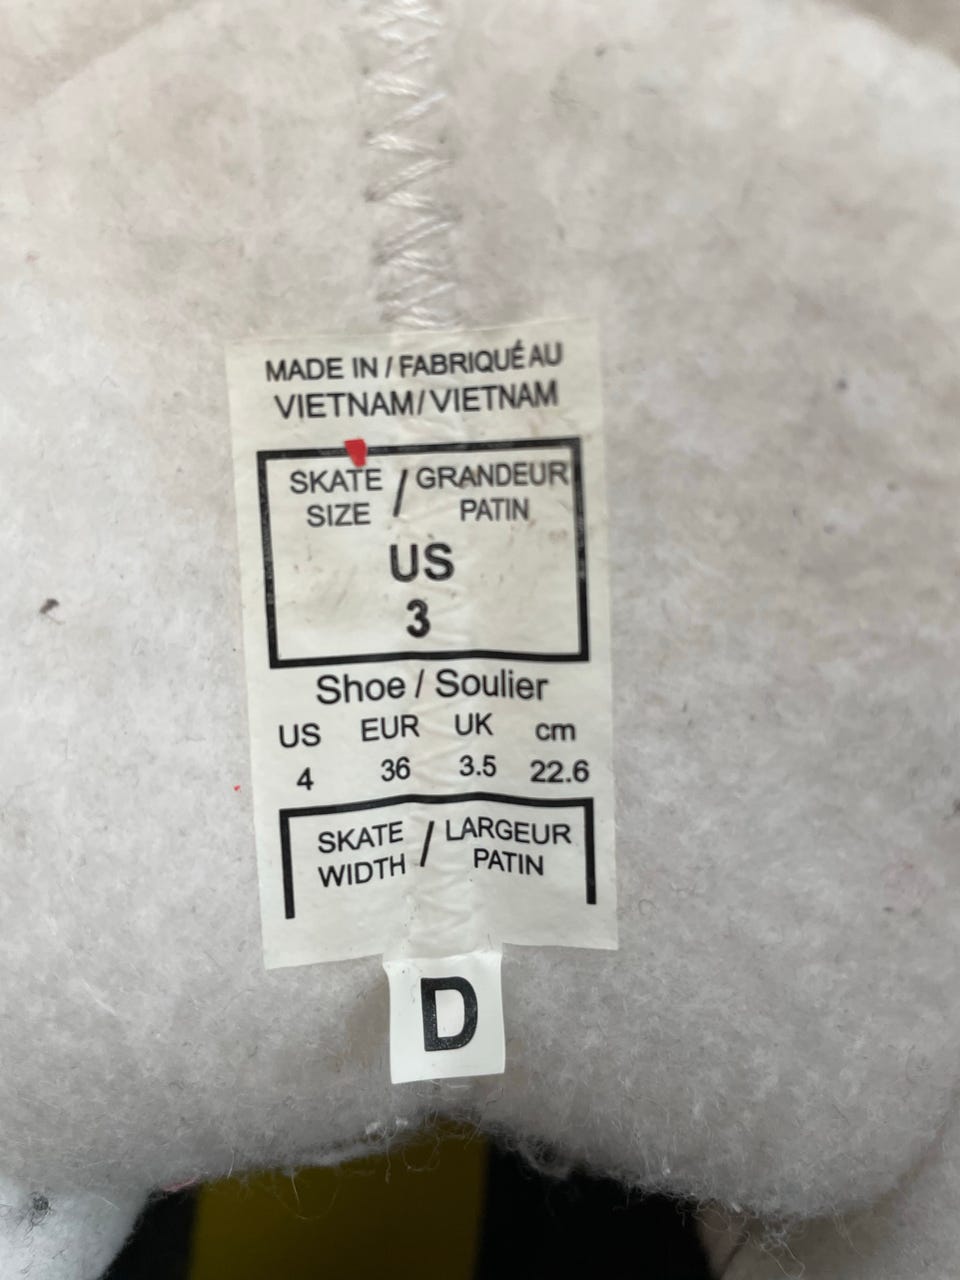 MADE IN / FABRIQUÉ AU
VIETNAM / VIETNAM
SKATE / GRANDEUR
SIZE PATIN
US
3
Shoe / Soulier
US EUR UK cm
4 36 3.5 22.6
SKATE / LARGEUR
WIDTH PATIN
D